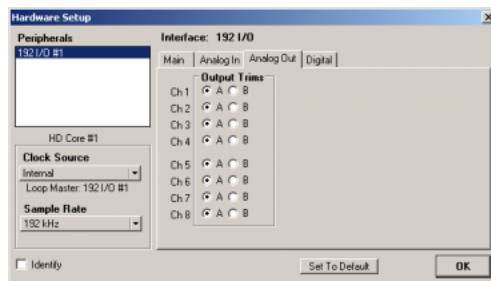 Hardware Setup
Peripherals
192 I/O #1
HD Core #1
Clock Source
Internal
Loop Master: 192 I/O #1
Sample Rate
192 kHz
Identify
Interface: 192 I/O
Main Analog In Analog Out Digital
Output Trims
Ch 1 A B
Ch 2 A B
Ch 3 A B
Ch 4 A B
Ch 5 A B
Ch 6 A B
Ch 7 A B
Ch 8 A B
Set To Default
OK